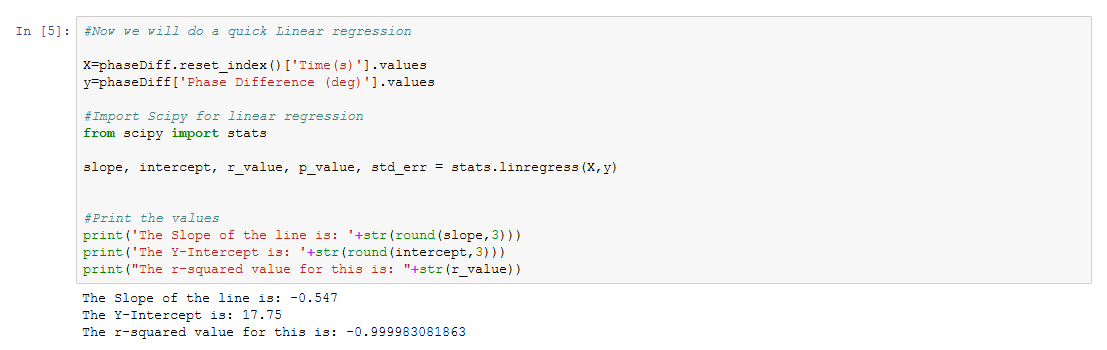 In [5]: #Now we will do a quick Linear regression
X=phaseDiff.reset_index()['Time(s)'].values
y=phaseDiff['Phase Difference (deg)'].values
#Import Scipy for linear regression
from scipy import stats
slope, intercept, r_value, p_value, std_err = stats.linregress(X,y)
#Print the values
print('The Slope of the line is: '+str(round(slope,3)))
print('The Y-Intercept is: '+str(round(intercept,3)))
print("The r-squared value for this is: "+str(r_value))
The Slope of the line is: -0.547
The Y-Intercept is: 17.75
The r-squared value for this is: -0.999983081863